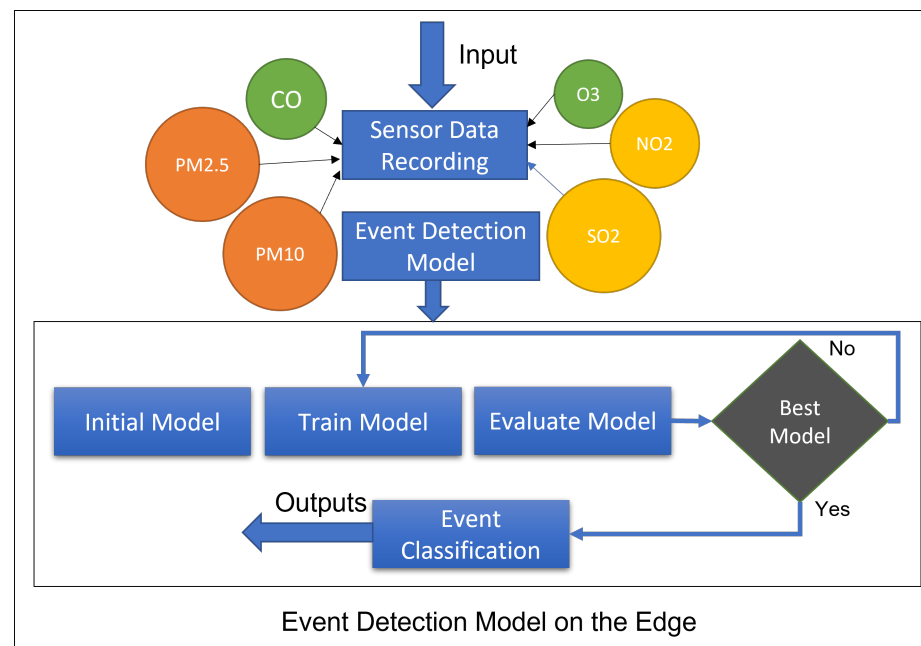 Input
CO
O3
Sensor Data
Recording
PM2.5
NO2
PM10
SO2
Event Detection
Model
No
Initial Model
Train Model
Evaluate Model
Best
Model
Yes
Outputs
Event
Classification
Event Detection Model on the Edge